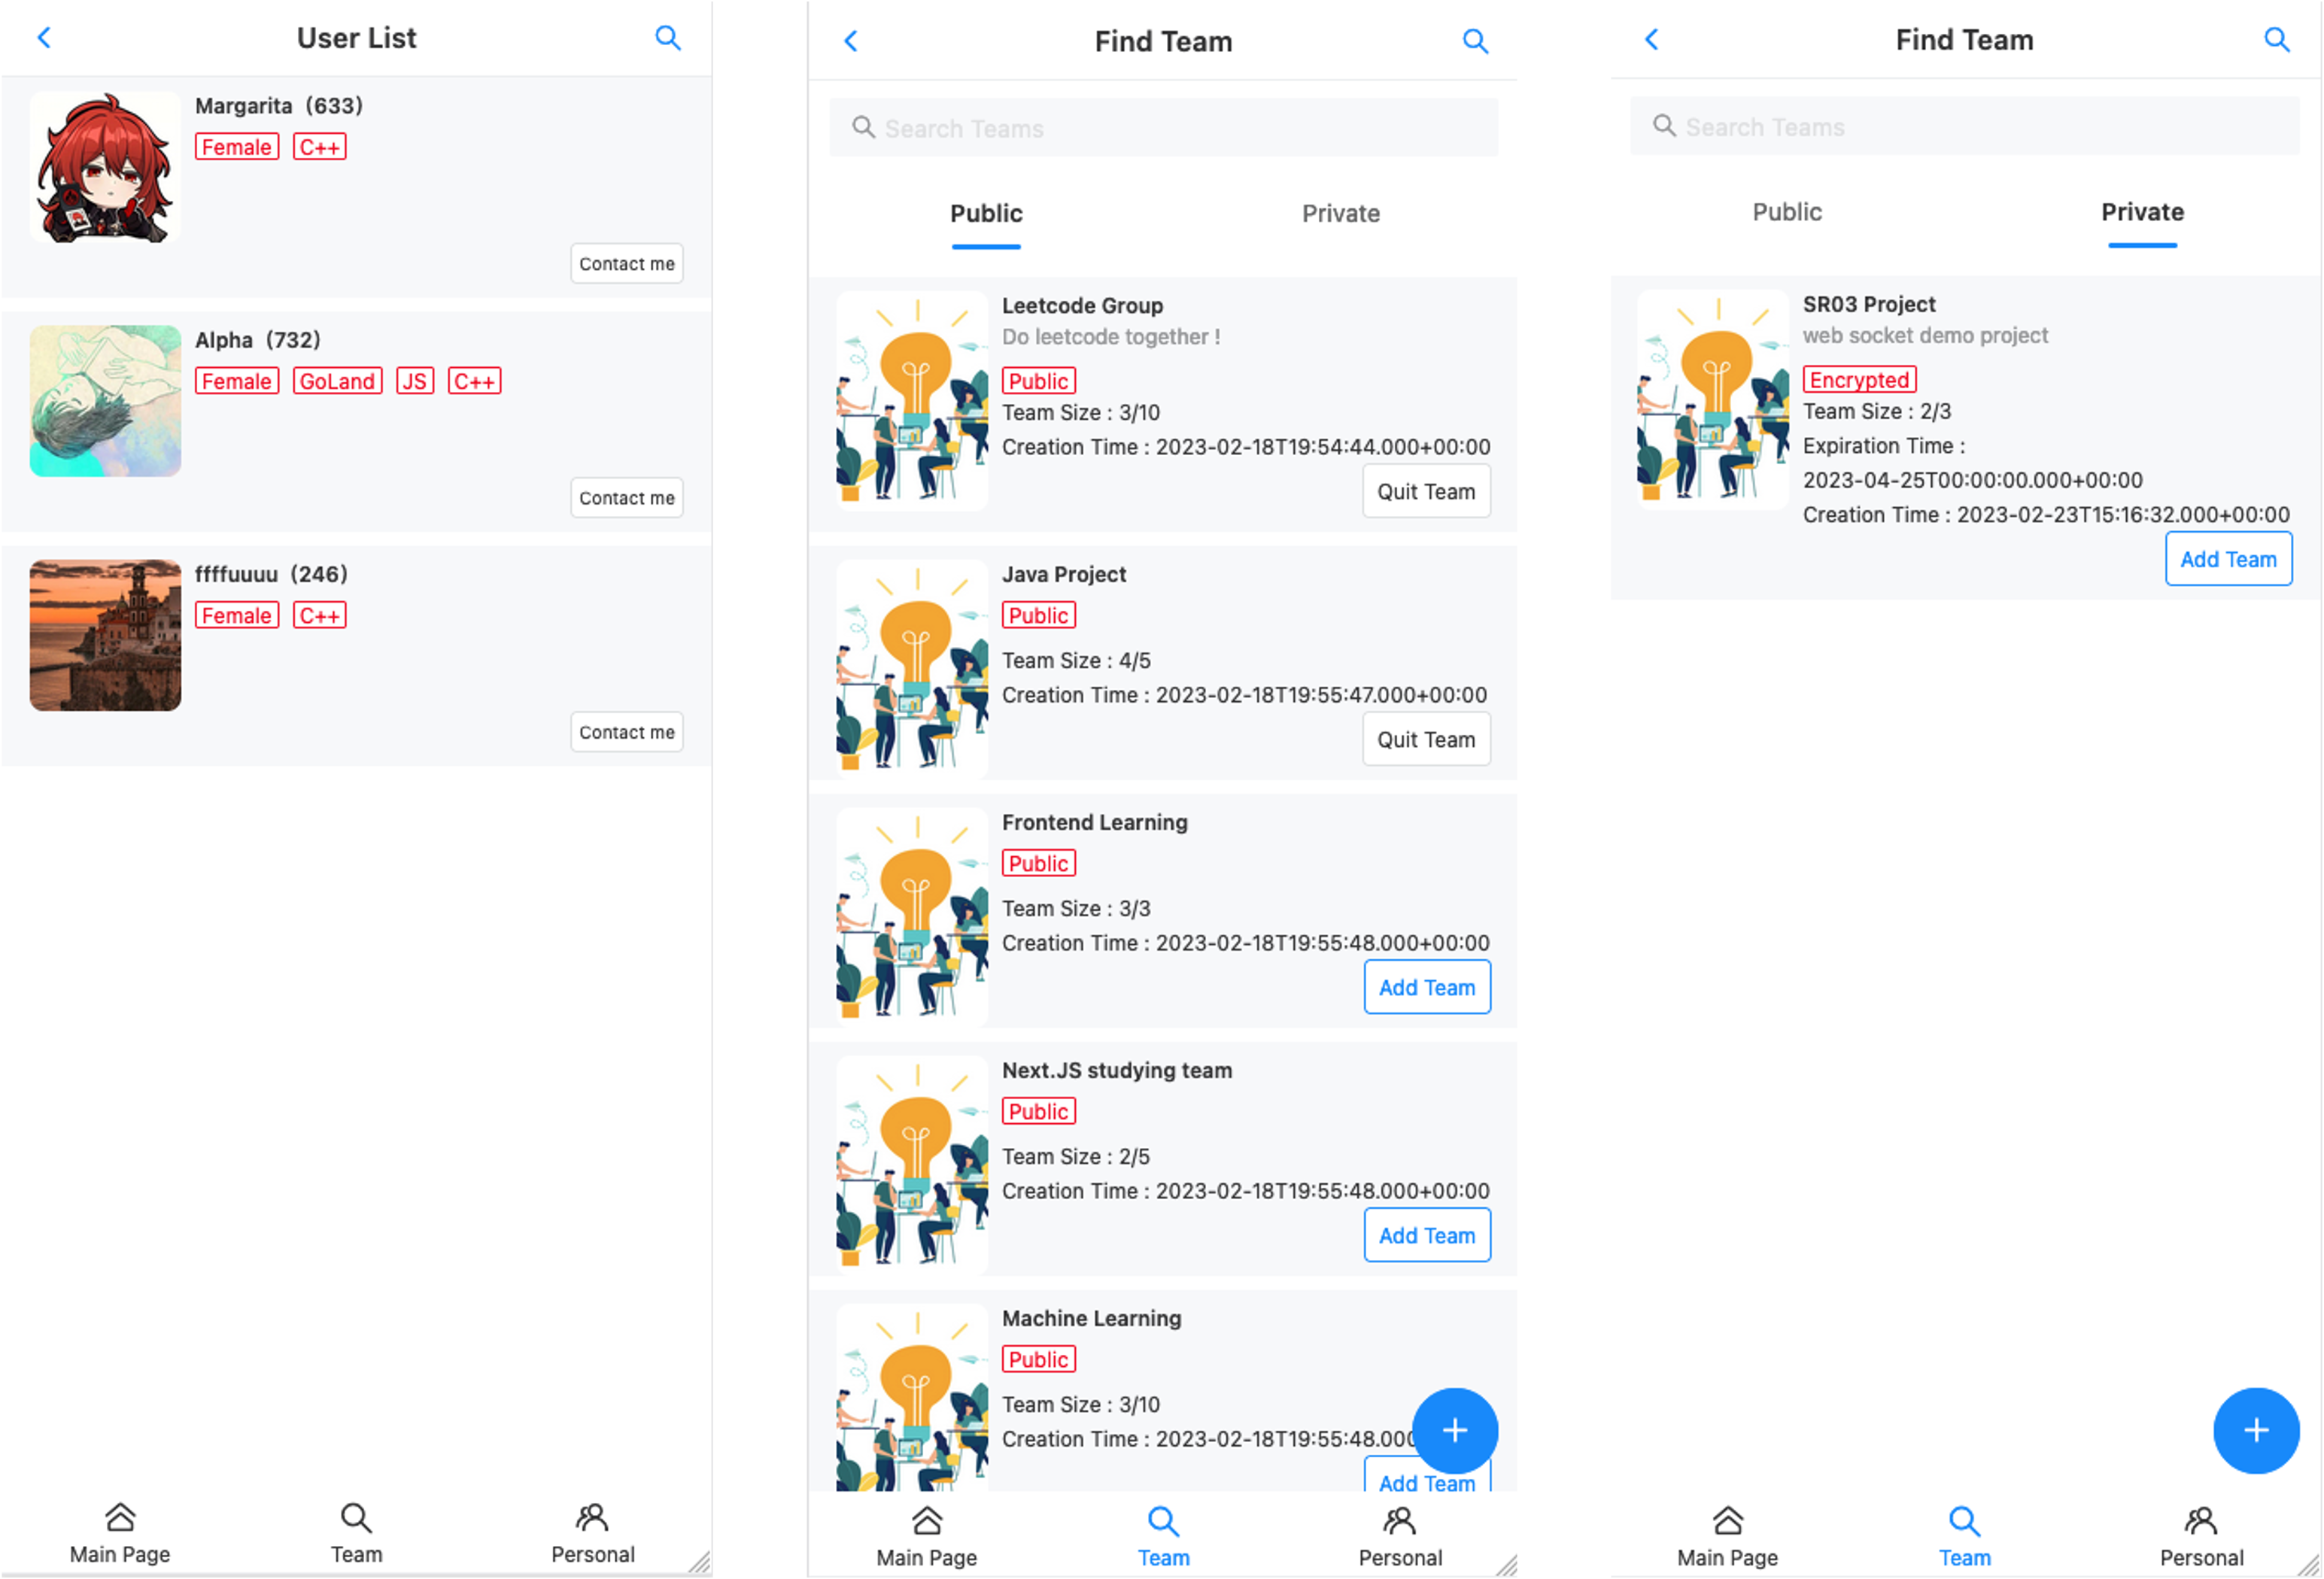 User List
Margarita (633)
Female C++
Contact me
Alpha (732)
Female GoLand JS C++
Contact me
ffffuuuu (246)
Female C++
Contact me
Main Page Team Personal
Find Team
Search Teams
Public Private
Leetcode Group
Do leetcode together !
Public
Team Size : 3/10
Creation Time : 2023-02-18T19:54:44.000+00:00
Quit Team
Java Project
Public
Team Size : 4/5
Creation Time : 2023-02-18T19:55:47.000+00:00
Quit Team
Frontend Learning
Public
Team Size : 3/3
Creation Time : 2023-02-18T19:55:48.000+00:00
Add Team
Next.JS studying team
Public
Team Size : 2/5
Creation Time : 2023-02-18T19:55:48.000+00:00
Add Team
Machine Learning
Public
Team Size : 3/10
Creation Time : 2023-02-18T19:55:48.000
Add Team
Main Page Team Personal
Find Team
Search Teams
Public Private
SR03 Project
web socket demo project
Encrypted
Team Size : 2/3
Expiration Time :
2023-04-25T00:00:00.000+00:00
Creation Time : 2023-02-23T15:16:32.000+00:00
Add Team
Main Page Team Personal